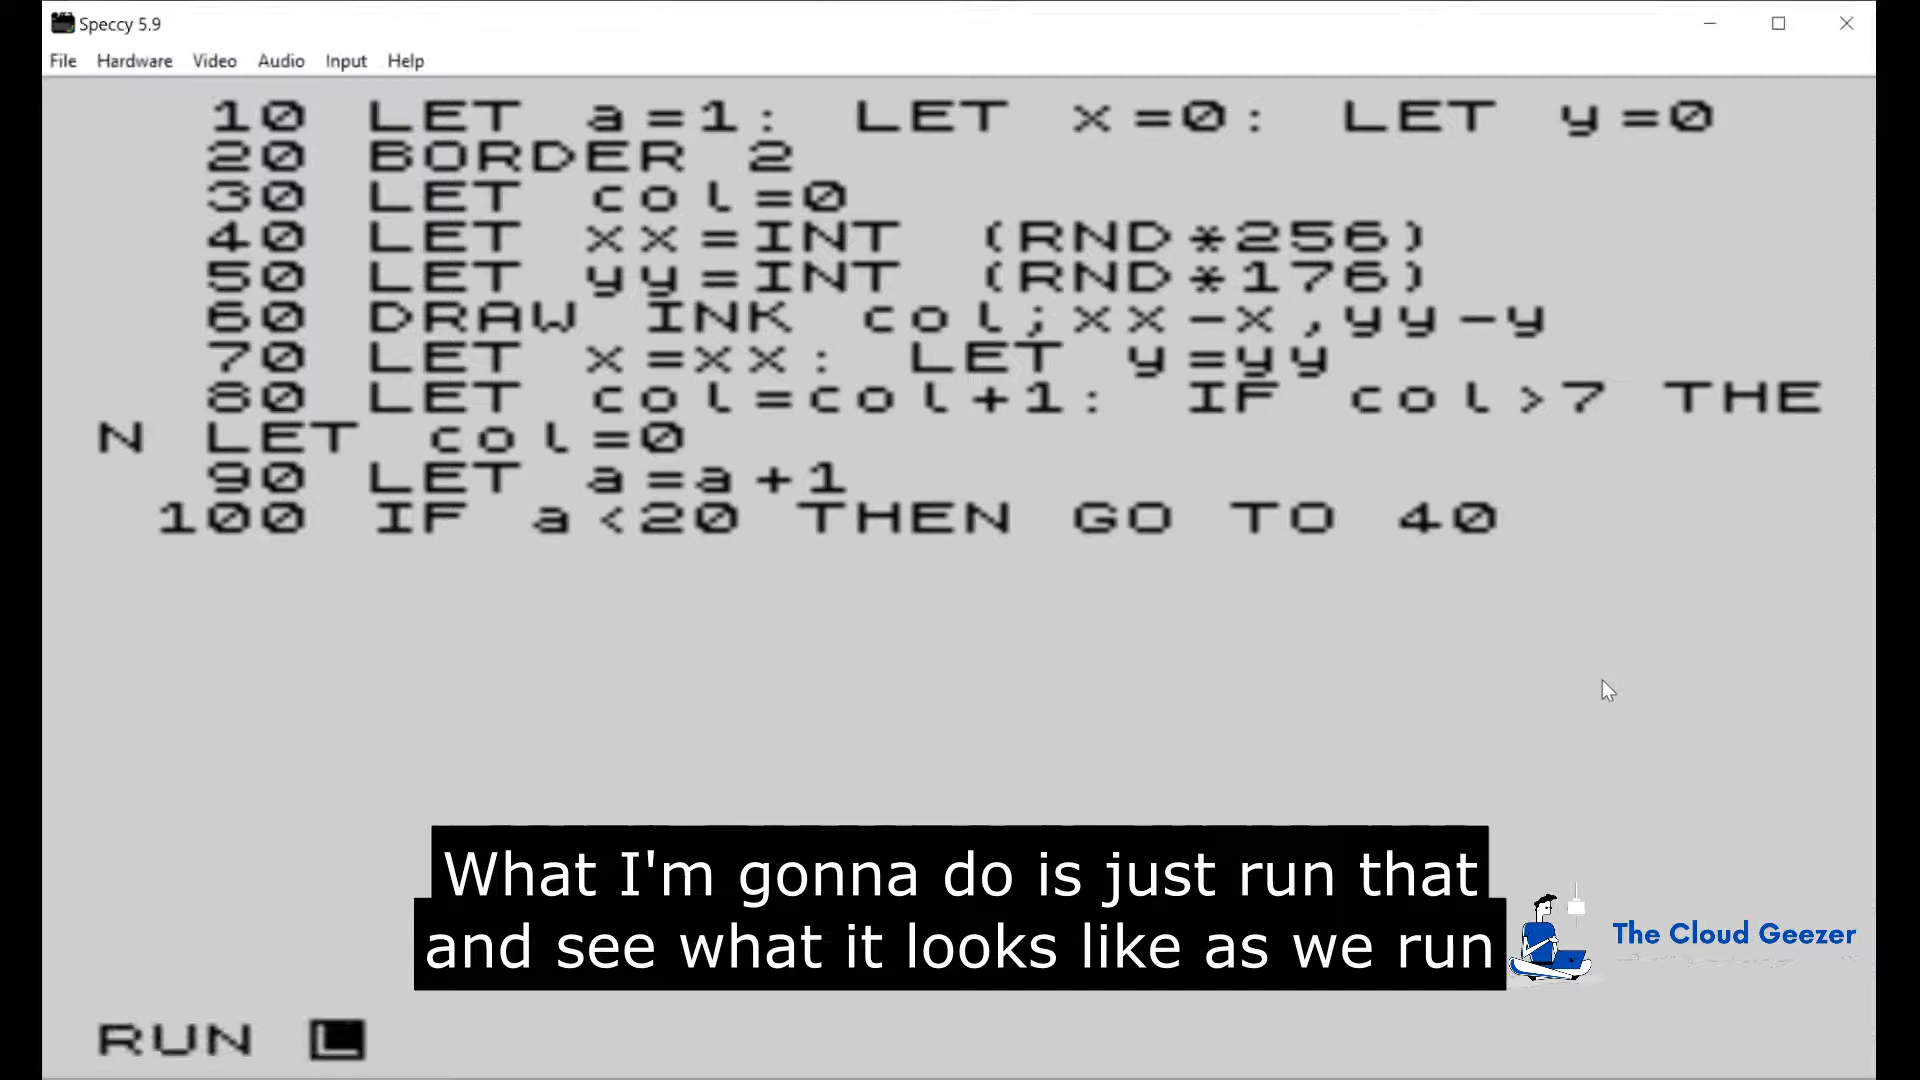 Speccy 5.9
File Hardware Video Audio Input Help
10 LET a=1: LET x=0: LET y=0
20 BORDER 2
30 LET col=0
40 LET xx=INT (RND*256)
50 LET yy=INT (RND*176)
60 DRAW INK col;xx-x,yy-y
70 LET x=xx: LET y=yy
80 LET col=col+1: IF col>7 THE
N LET col=0
90 LET a=a+1
100 IF a<20 THEN GO TO 40
What I'm gonna do is just run that
and see what it looks like as we run
The Cloud Geezer
RUN L